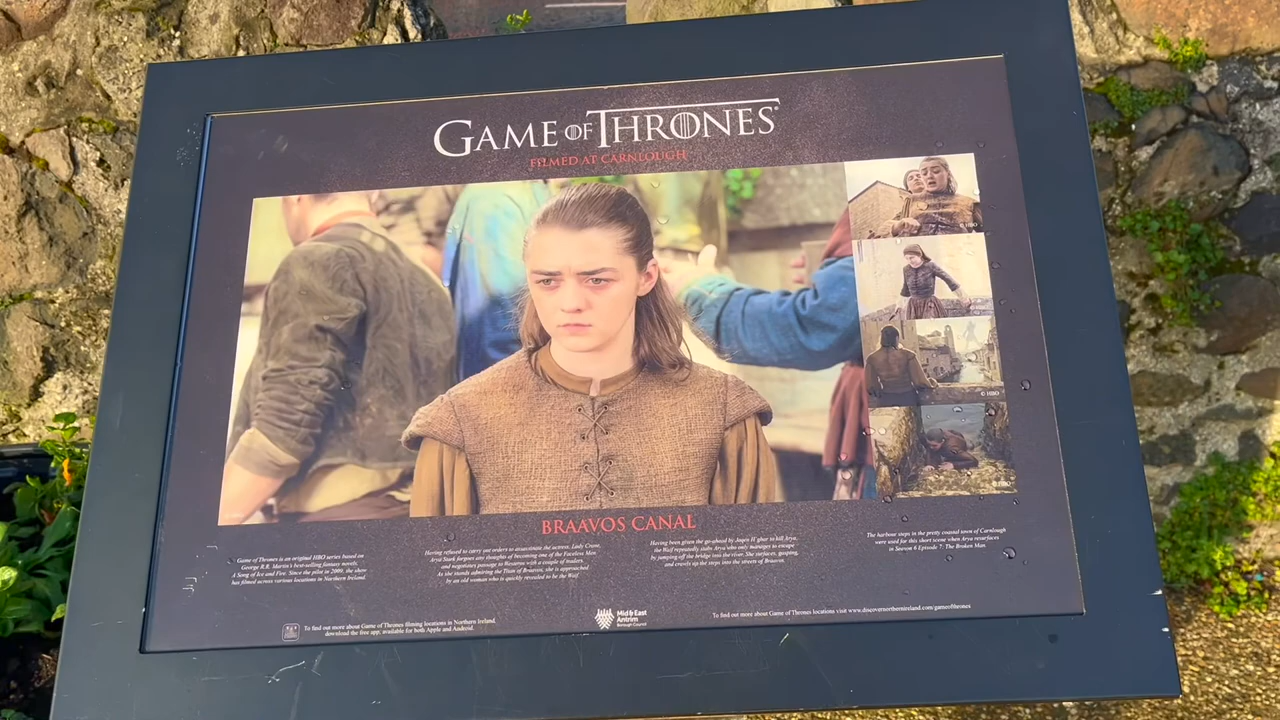 GAME OF THRONES®
FILMED AT CARNLOUGH
© HBO
© HBO
© HBO
BRAAVOS CANAL
Game of Thrones is an original HBO series based on
George R.R. Martin's best-selling fantasy novels,
A Song of Ice and Fire. Since the pilot in 2009, the show
has filmed across various locations in Northern Ireland.
Having refused to carry out orders to assassinate the actress, Lady Crane,
Arya Stark forgoes any thoughts of becoming one of the Faceless Men
and negotiates passage to Westeros with a couple of traders.
As she stands admiring the Titan of Braavos, she is approached
by an old woman who is quickly revealed to be the Waif.
Having been given the go-ahead by Jaqen H'ghar to kill Arya,
the Waif repeatedly stabs Arya who only manages to escape
by jumping off the bridge into the river. She surfaces, gasping,
and crawls up the steps into the streets of Braavos.
The harbour steps in the pretty coastal town of Carnlough
were used for this short scene when Arya resurfaces
in Season 6 Episode 7: The Broken Man.
To find out more about Game of Thrones filming locations in Northern Ireland,
download the free app, available for both Apple and Android.
Mid & East
Antrim
Borough Council
To find out more about Game of Thrones locations visit www.discovernorthernireland.com/gameofthrones